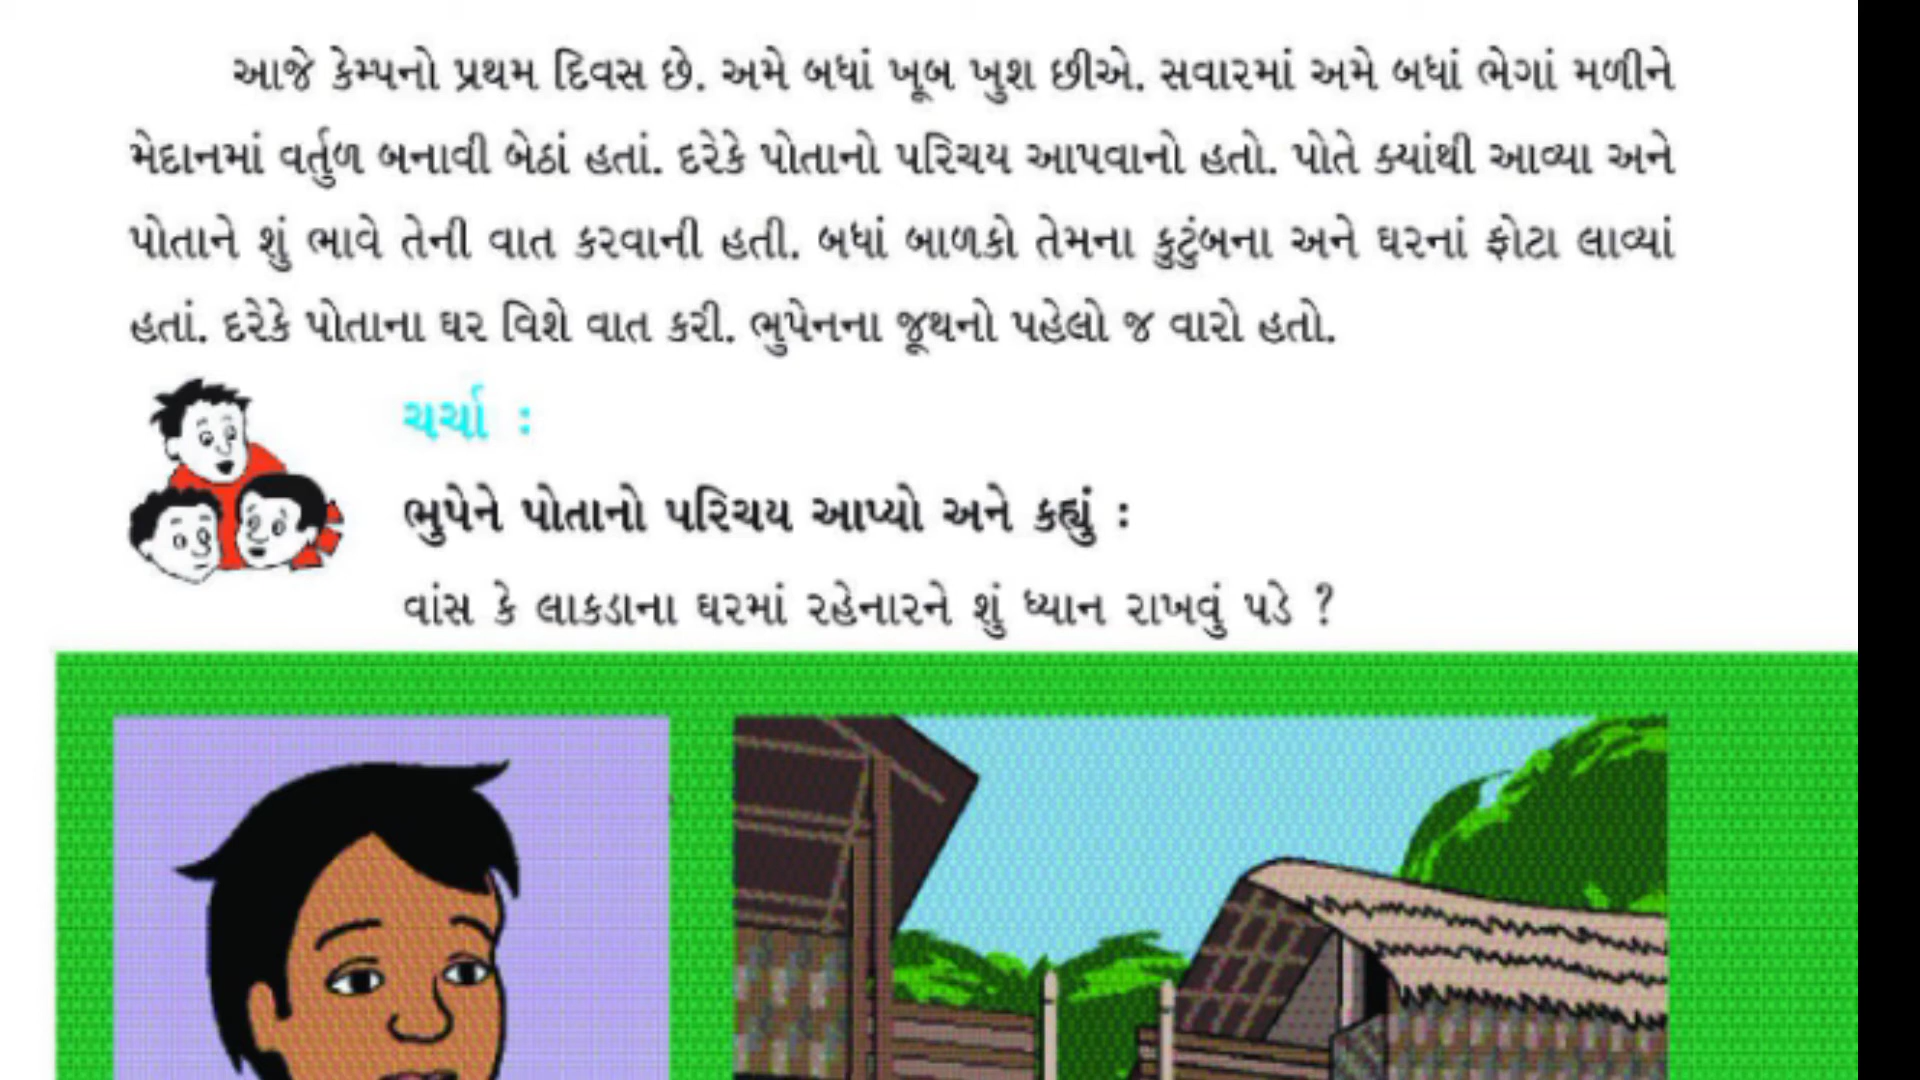 આજે કેમ્પનો પ્રથમ દિવસ છે. અમે બધાં ખૂબ ખુશ છીએ. સવારમાં અમે બધાં ભેગાં મળીને
મેદાનમાં વર્તુળ બનાવી બેઠાં હતાં. દરેકે પોતાનો પરિચય આપવાનો હતો. પોતે ક્યાંથી આવ્યા અને
પોતાને શું ભાવે તેની વાત કરવાની હતી. બધાં બાળકો તેમના કુટુંબના અને ઘરનાં ફોટા લાવ્યાં
હતાં. દરેકે પોતાના ઘર વિશે વાત કરી. ભુપેનના જૂથનો પહેલો જ વારો હતો.
ચર્ચા :
ભુપેને પોતાનો પરિચય આપ્યો અને કહ્યું :
વાંસ કે લાકડાના ઘરમાં રહેનારને શું ધ્યાન રાખવું પડે ?